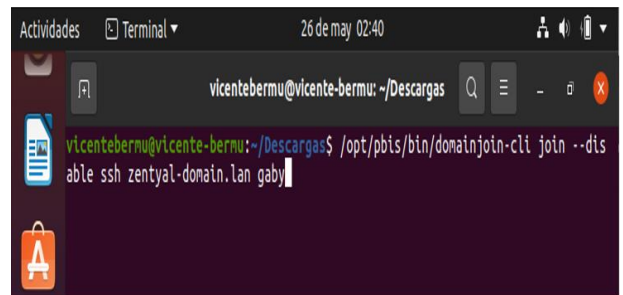 Actividades Terminal 26 de may 02:40
vicentebermu@vicente-bermu: ~/Descargas
vicentebermu@vicente-bermu:~/Descargas$ /opt/pbis/bin/domainjoin-cli join --dis
able ssh zentyal-domain.lan gaby